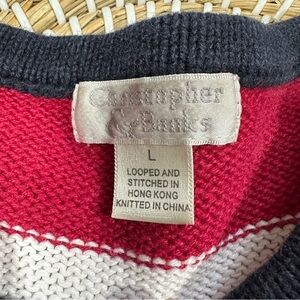 Christopher
& Banks
L
LOOPED AND
STITCHED IN
HONG KONG
KNITTED IN CHINA